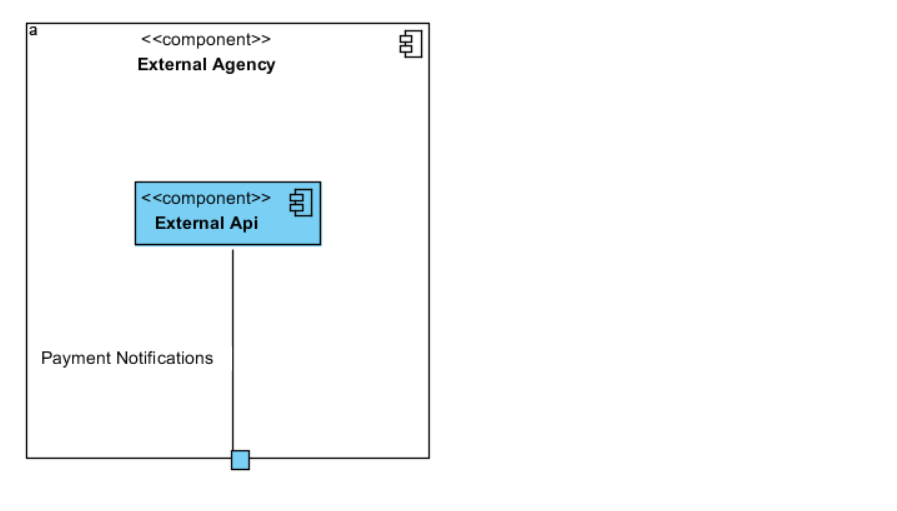 a
<<component>>
External Agency
<<component>>
External Api
Payment Notifications